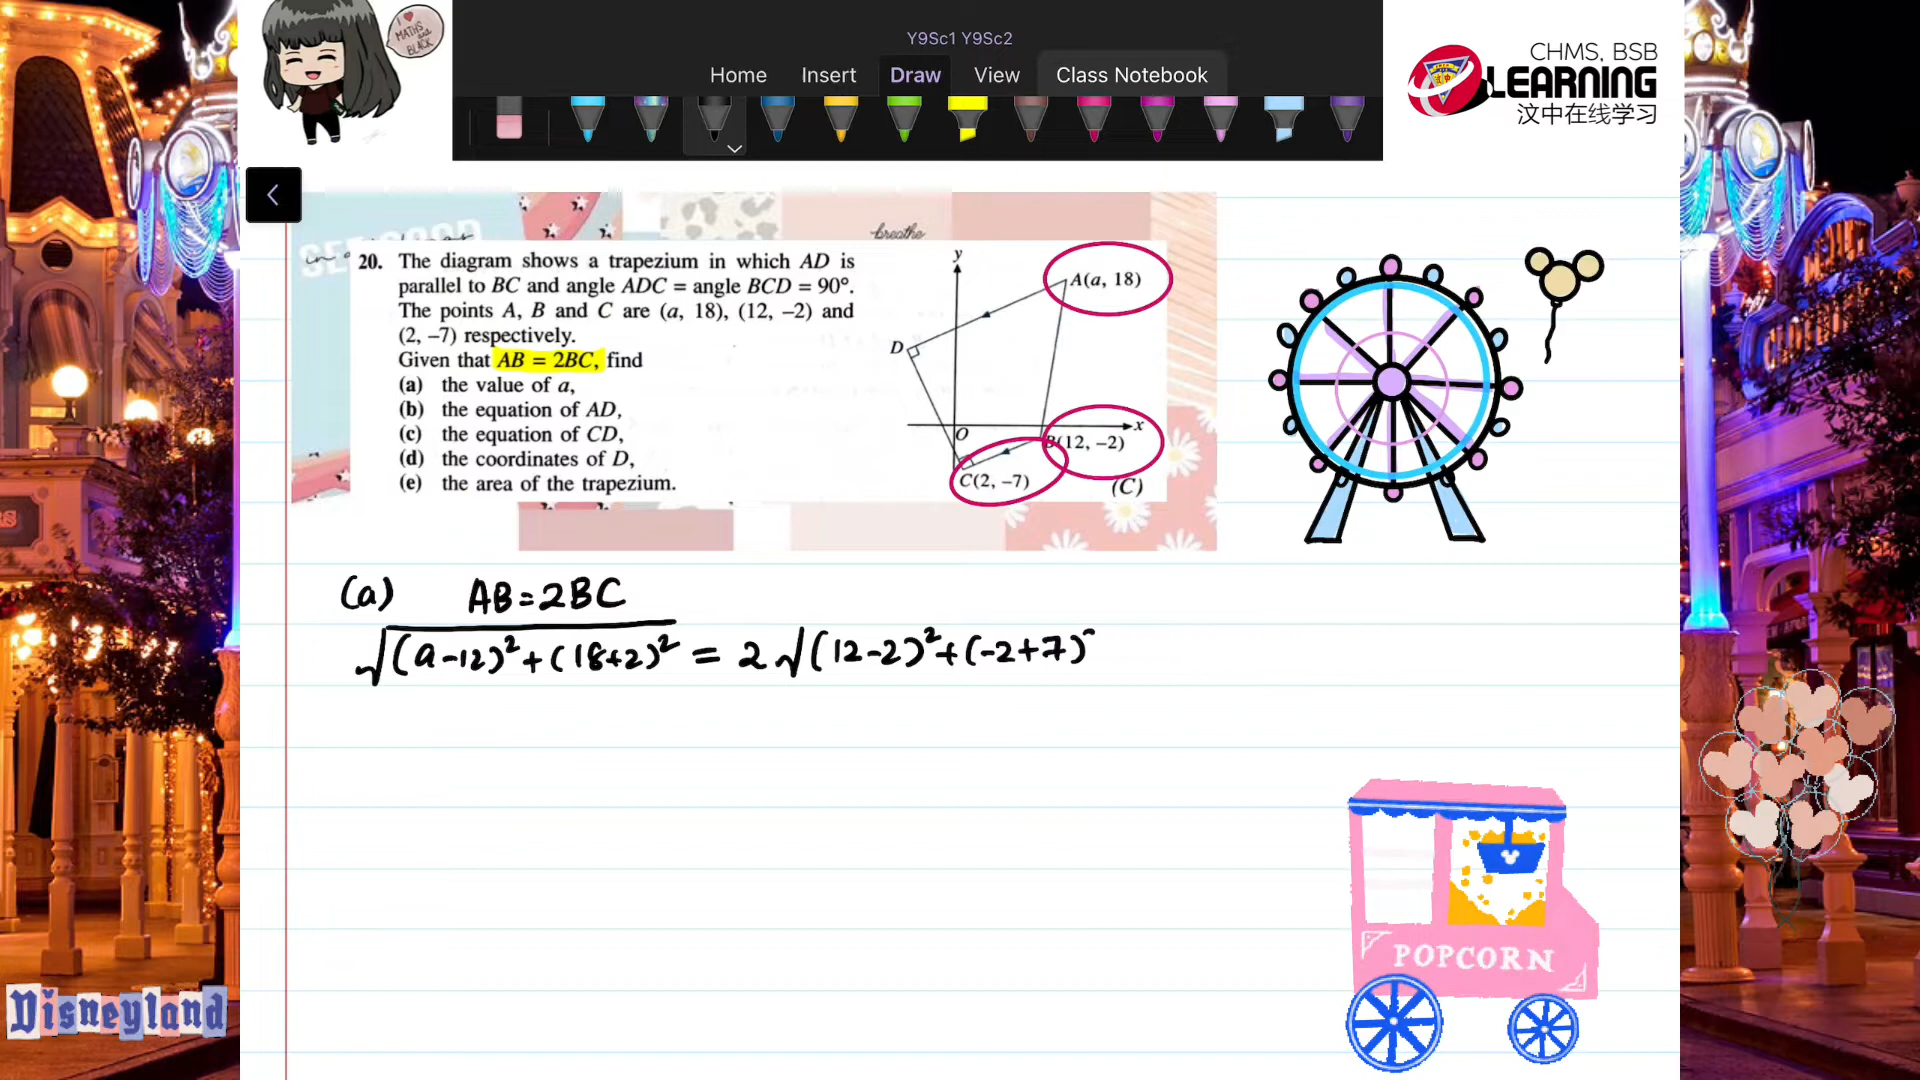 I ♥ MATHS and BLACK
Y9Sc1 Y9Sc2
Home Insert Draw View Class Notebook
CHMS, BSB
LEARNING
汶中在线学习
breathe
20. The diagram shows a trapezium in which AD is
parallel to BC and angle ADC = angle BCD = 90°.
The points A, B and C are (a, 18), (12, –2) and
(2, –7) respectively.
Given that AB = 2BC, find
(a) the value of a,
(b) the equation of AD,
(c) the equation of CD,
(d) the coordinates of D,
(e) the area of the trapezium.
y
A(a, 18)
D
O
x
B(12, –2)
C(2, –7)
(C)
(a) AB=2BC
√(a-12)²+(18+2)² = 2√(12-2)²+(-2+7)
POPCORN
Disneyland